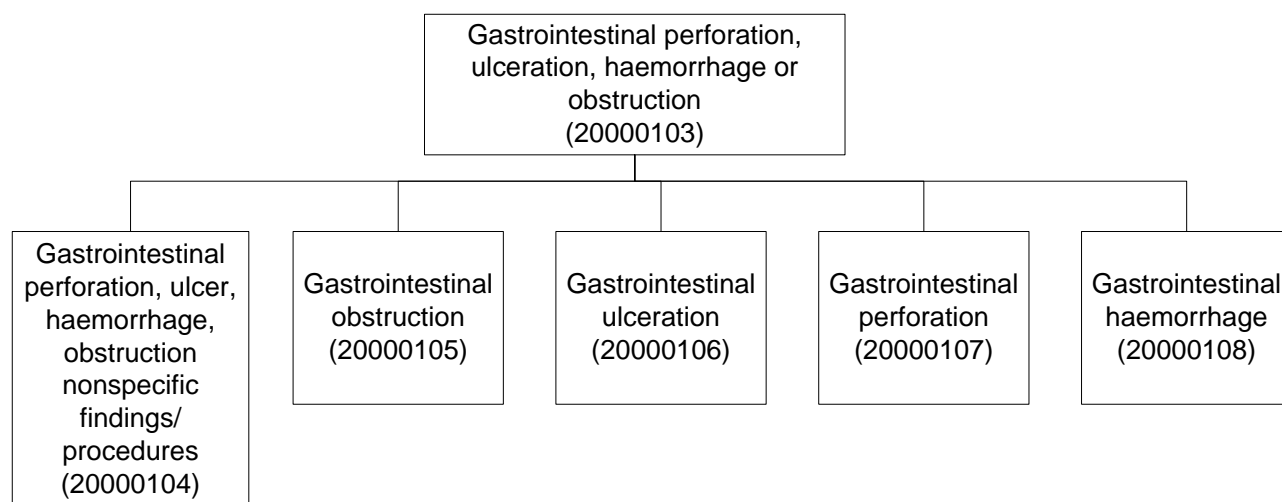 Gastrointestinal perforation,
ulceration, haemorrhage or
obstruction
(20000103)
Gastrointestinal
perforation, ulcer,
haemorrhage,
obstruction
nonspecific
findings/
procedures
(20000104)
Gastrointestinal
obstruction
(20000105)
Gastrointestinal
ulceration
(20000106)
Gastrointestinal
perforation
(20000107)
Gastrointestinal
haemorrhage
(20000108)